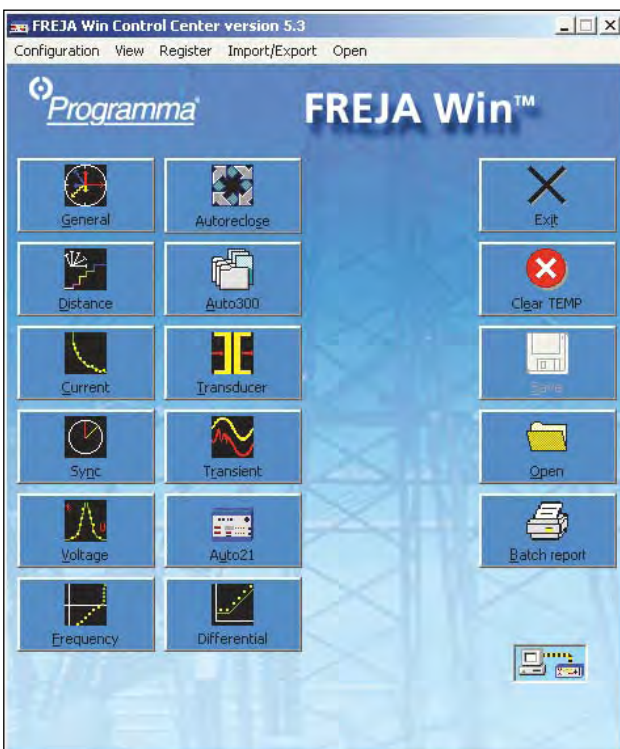 FREJA Win Control Center version 5.3
Configuration View Register Import/Export Open
Programma
FREJA Win™
General
Autoreclose
Exit
Distance
Auto300
Clear TEMP
Current
Transducer
Save
Sync
Transient
Open
Voltage
Auto21
Batch report
Frequency
Differential